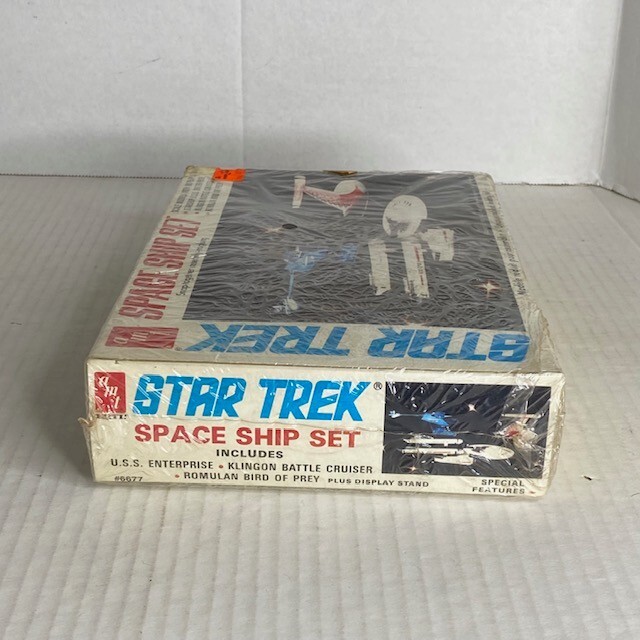 SPACE SHIP SET
STAR TREK
amt
STAR TREK®
SPACE SHIP SET
INCLUDES
U.S.S. ENTERPRISE • KLINGON BATTLE CRUISER
• ROMULAN BIRD OF PREY PLUS DISPLAY STAND
#6677
SPECIAL
FEATURES